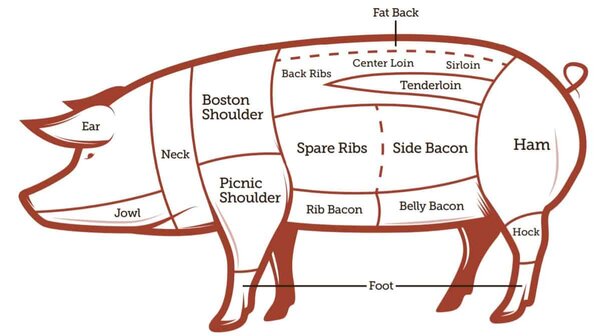 Fat Back
Back Ribs
Center Loin
Sirloin
Tenderloin
Ear
Neck
Boston
Shoulder
Spare Ribs
Side Bacon
Ham
Picnic
Shoulder
Jowl
Rib Bacon
Belly Bacon
Hock
Foot